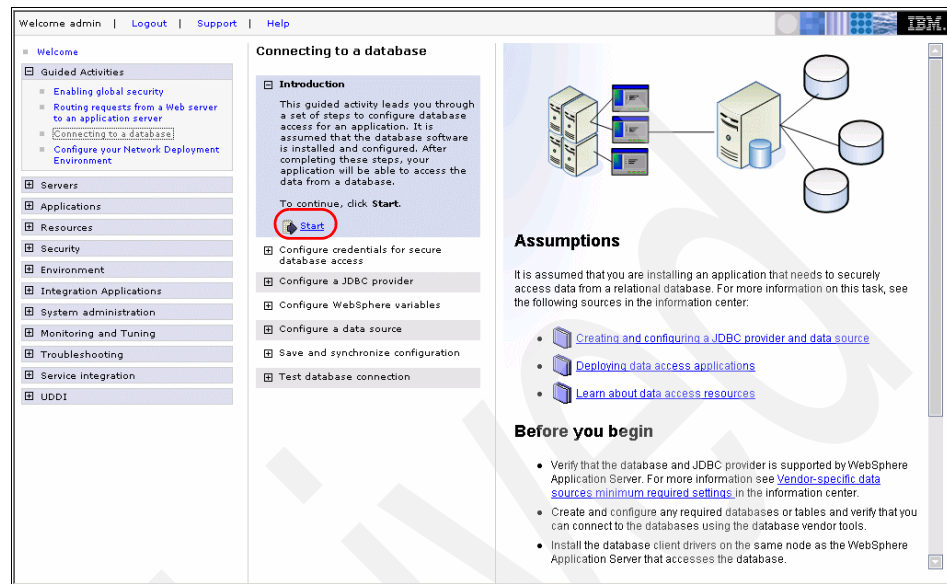 Welcome admin | Logout | Support | Help
IBM.
Welcome
Guided Activities
Enabling global security
Routing requests from a Web server
to an application server
Connecting to a database
Configure your Network Deployment
Environment
Servers
Applications
Resources
Security
Environment
Integration Applications
System administration
Monitoring and Tuning
Troubleshooting
Service integration
UDDI
Connecting to a database
Introduction
This guided activity leads you through
a set of steps to configure database
access for an application. It is
assumed that the database software
is installed and configured. After
completing these steps, your
application will be able to access the
data from a database.
To continue, click Start.
Start
Configure credentials for secure
database access
Configure a JDBC provider
Configure WebSphere variables
Configure a data source
Save and synchronize configuration
Test database connection
Assumptions
It is assumed that you are installing an application that needs to securely
access data from a relational database. For more information on this task, see
the following sources in the information center:
Creating and configuring a JDBC provider and data source
Deploying data access applications
Learn about data access resources
Before you begin
Verify that the database and JDBC provider is supported by WebSphere
Application Server. For more information see Vendor-specific data
sources minimum required settings in the information center.
Create and configure any required databases or tables and verify that you
can connect to the databases using the database vendor tools.
Install the database client drivers on the same node as the WebSphere
Application Server that accesses the database.